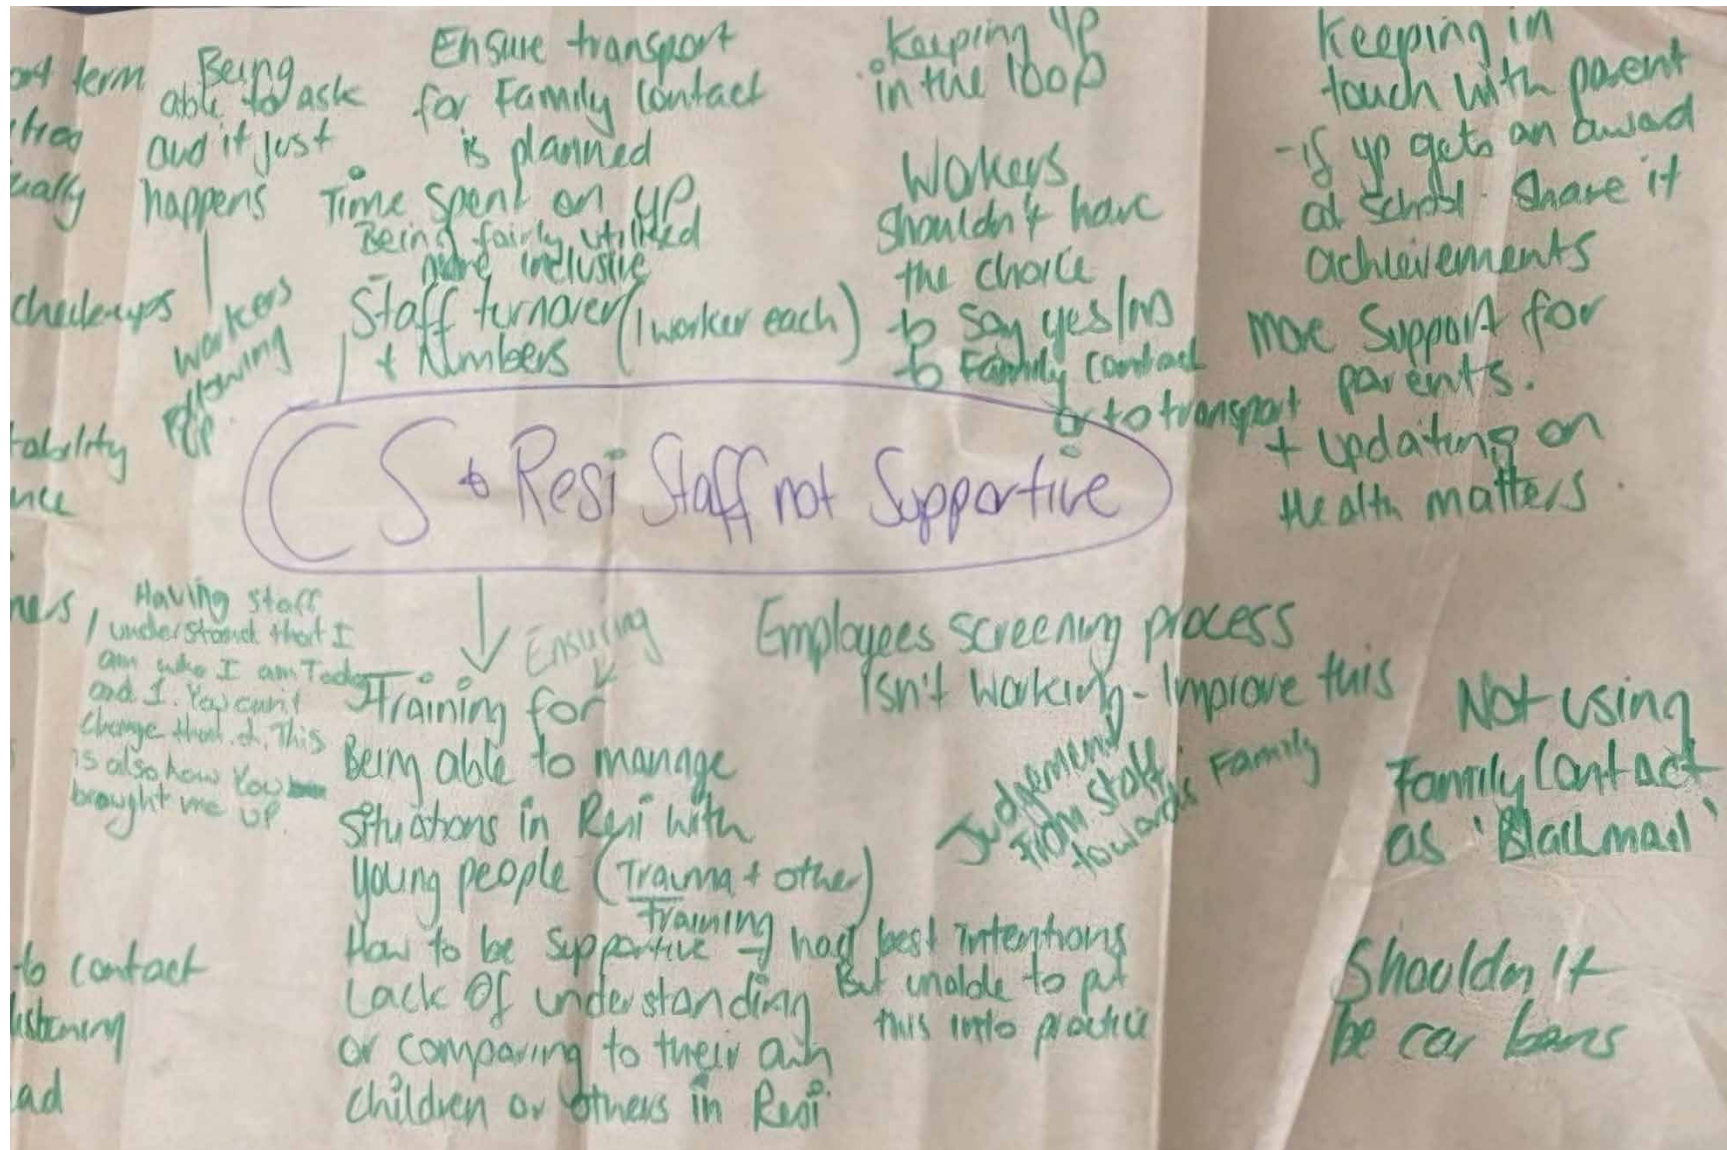 term
Being
able to ask
and it just
happens
checkups
workers
allowing
Ensure transport
for Family Contact
is planned
Time spent on YP
Being fairly utilised
more inclusive
Staff turnover (1 worker each)
+ Numbers
Keeping YP
in the loop
Wokers
shouldn't have
the choice
to say yes/no
to Family Contact
or to transport
Keeping in
touch with parent
- if yp gets an award
at school. Share it
achievements
More Support for
parents.
+ updating on
Health matters.
CS + Resi Staff not Supportive
Having staff
understand that I
am who I am Today
and I. You can't
change that. This
is also how You
brought me up.
Ensuring
Training for
Being able to manage
situations in Resi with
young people (Trauma + other)
training
How to be supportive → had best intentions
But unable to put
this into practice
Lack Of understanding
or comparing to their own
children or others in Resi
Employees screening process
Isn't working - Improve this
Judgement
from staff
towards Family
Not using
Family Contact
as 'Blackmail'
Shouldn't
be car bans
to contact
listening